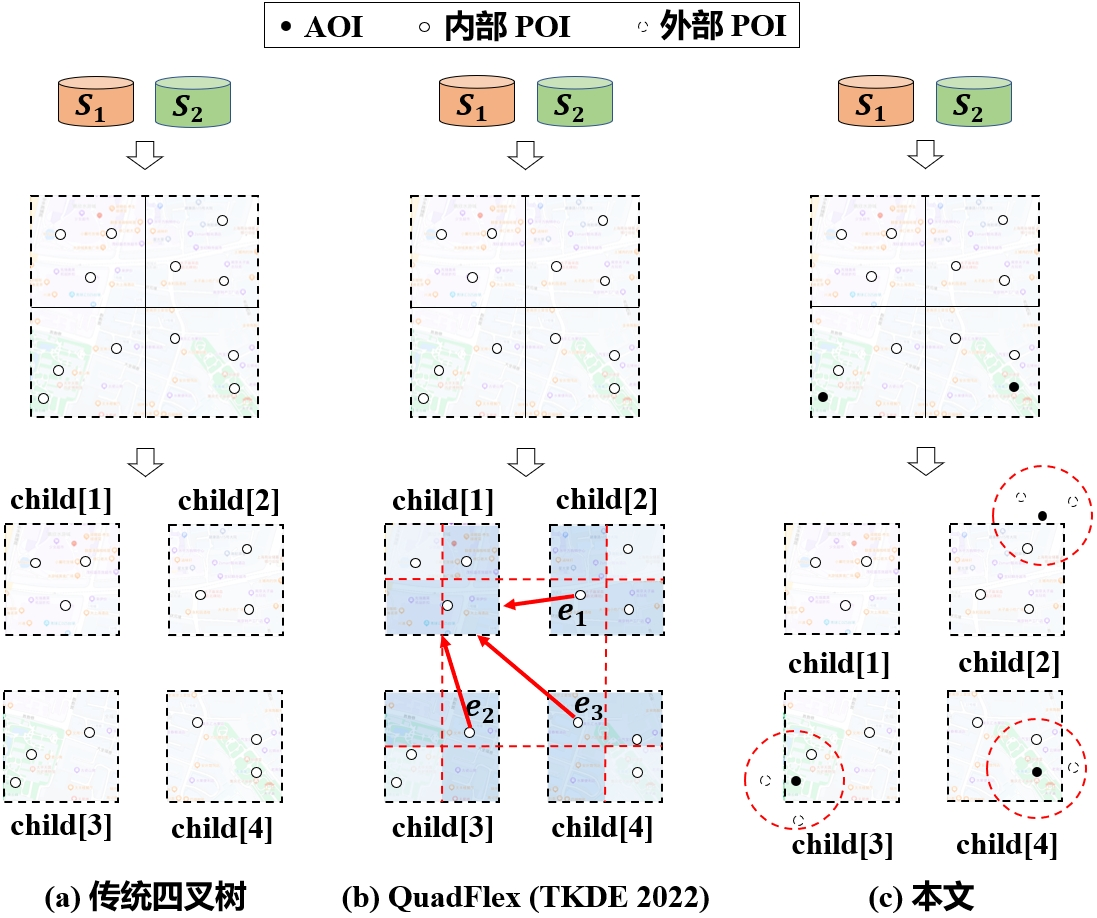 AOI 内部 POI 外部 POI
S₁ S₂ S₁ S₂ S₁ S₂
child[1] child[2] child[1] child[2]
e₁
child[1] child[2]
e₂ e₃
child[3] child[4] child[3] child[4] child[3] child[4]
(a) 传统四叉树 (b) QuadFlex (TKDE 2022) (c) 本文